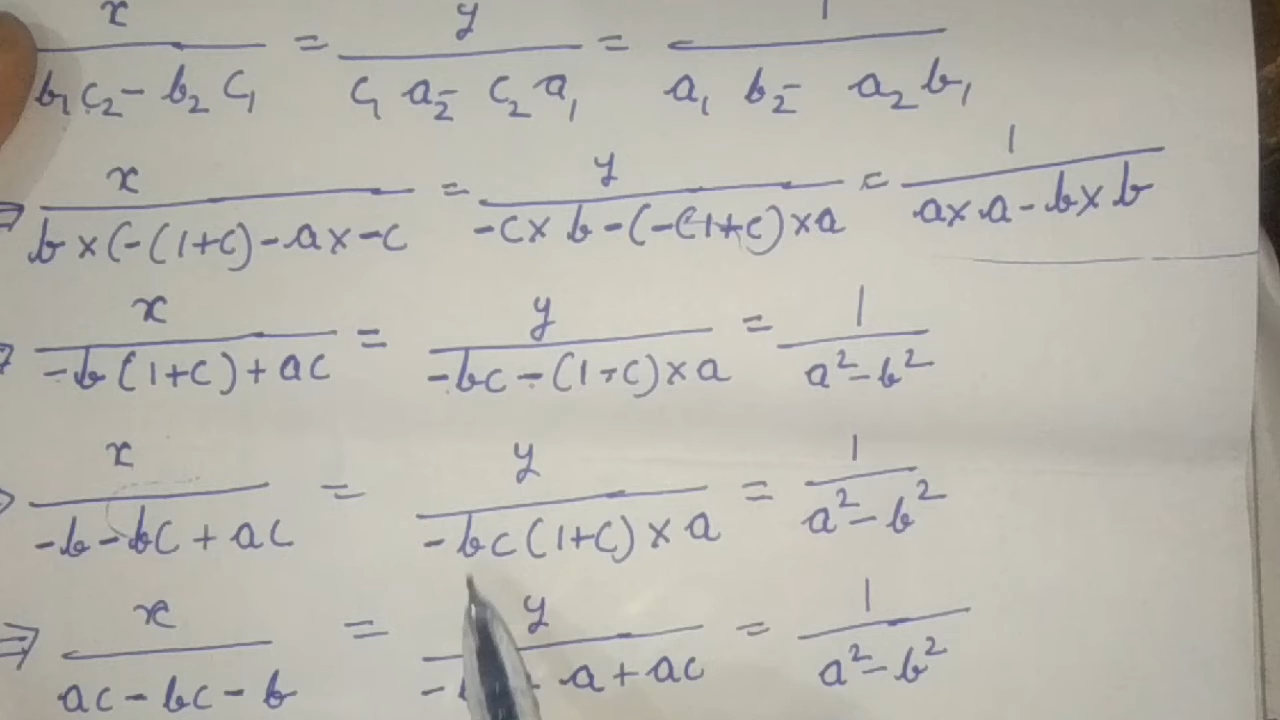 x/(b₁c₂ - b₂c₁) = y/(c₁a₂ - c₂a₁) = 1/(a₁b₂ - a₂b₁)
⇒ x/(b×(-(1+c)-a×-c) = y/(-c×b-(-(1+c)×a) = 1/(a×a-b×b)
⇒ x/(-b(1+c)+ac) = y/(-bc-(1+c)×a) = 1/(a²-b²)
⇒ x/(-b-bc+ac) = y/(-bc(1+c)×a) = 1/(a²-b²)
⇒ x/(ac-bc-b) = y/(- a+ac) = 1/(a²-b²)